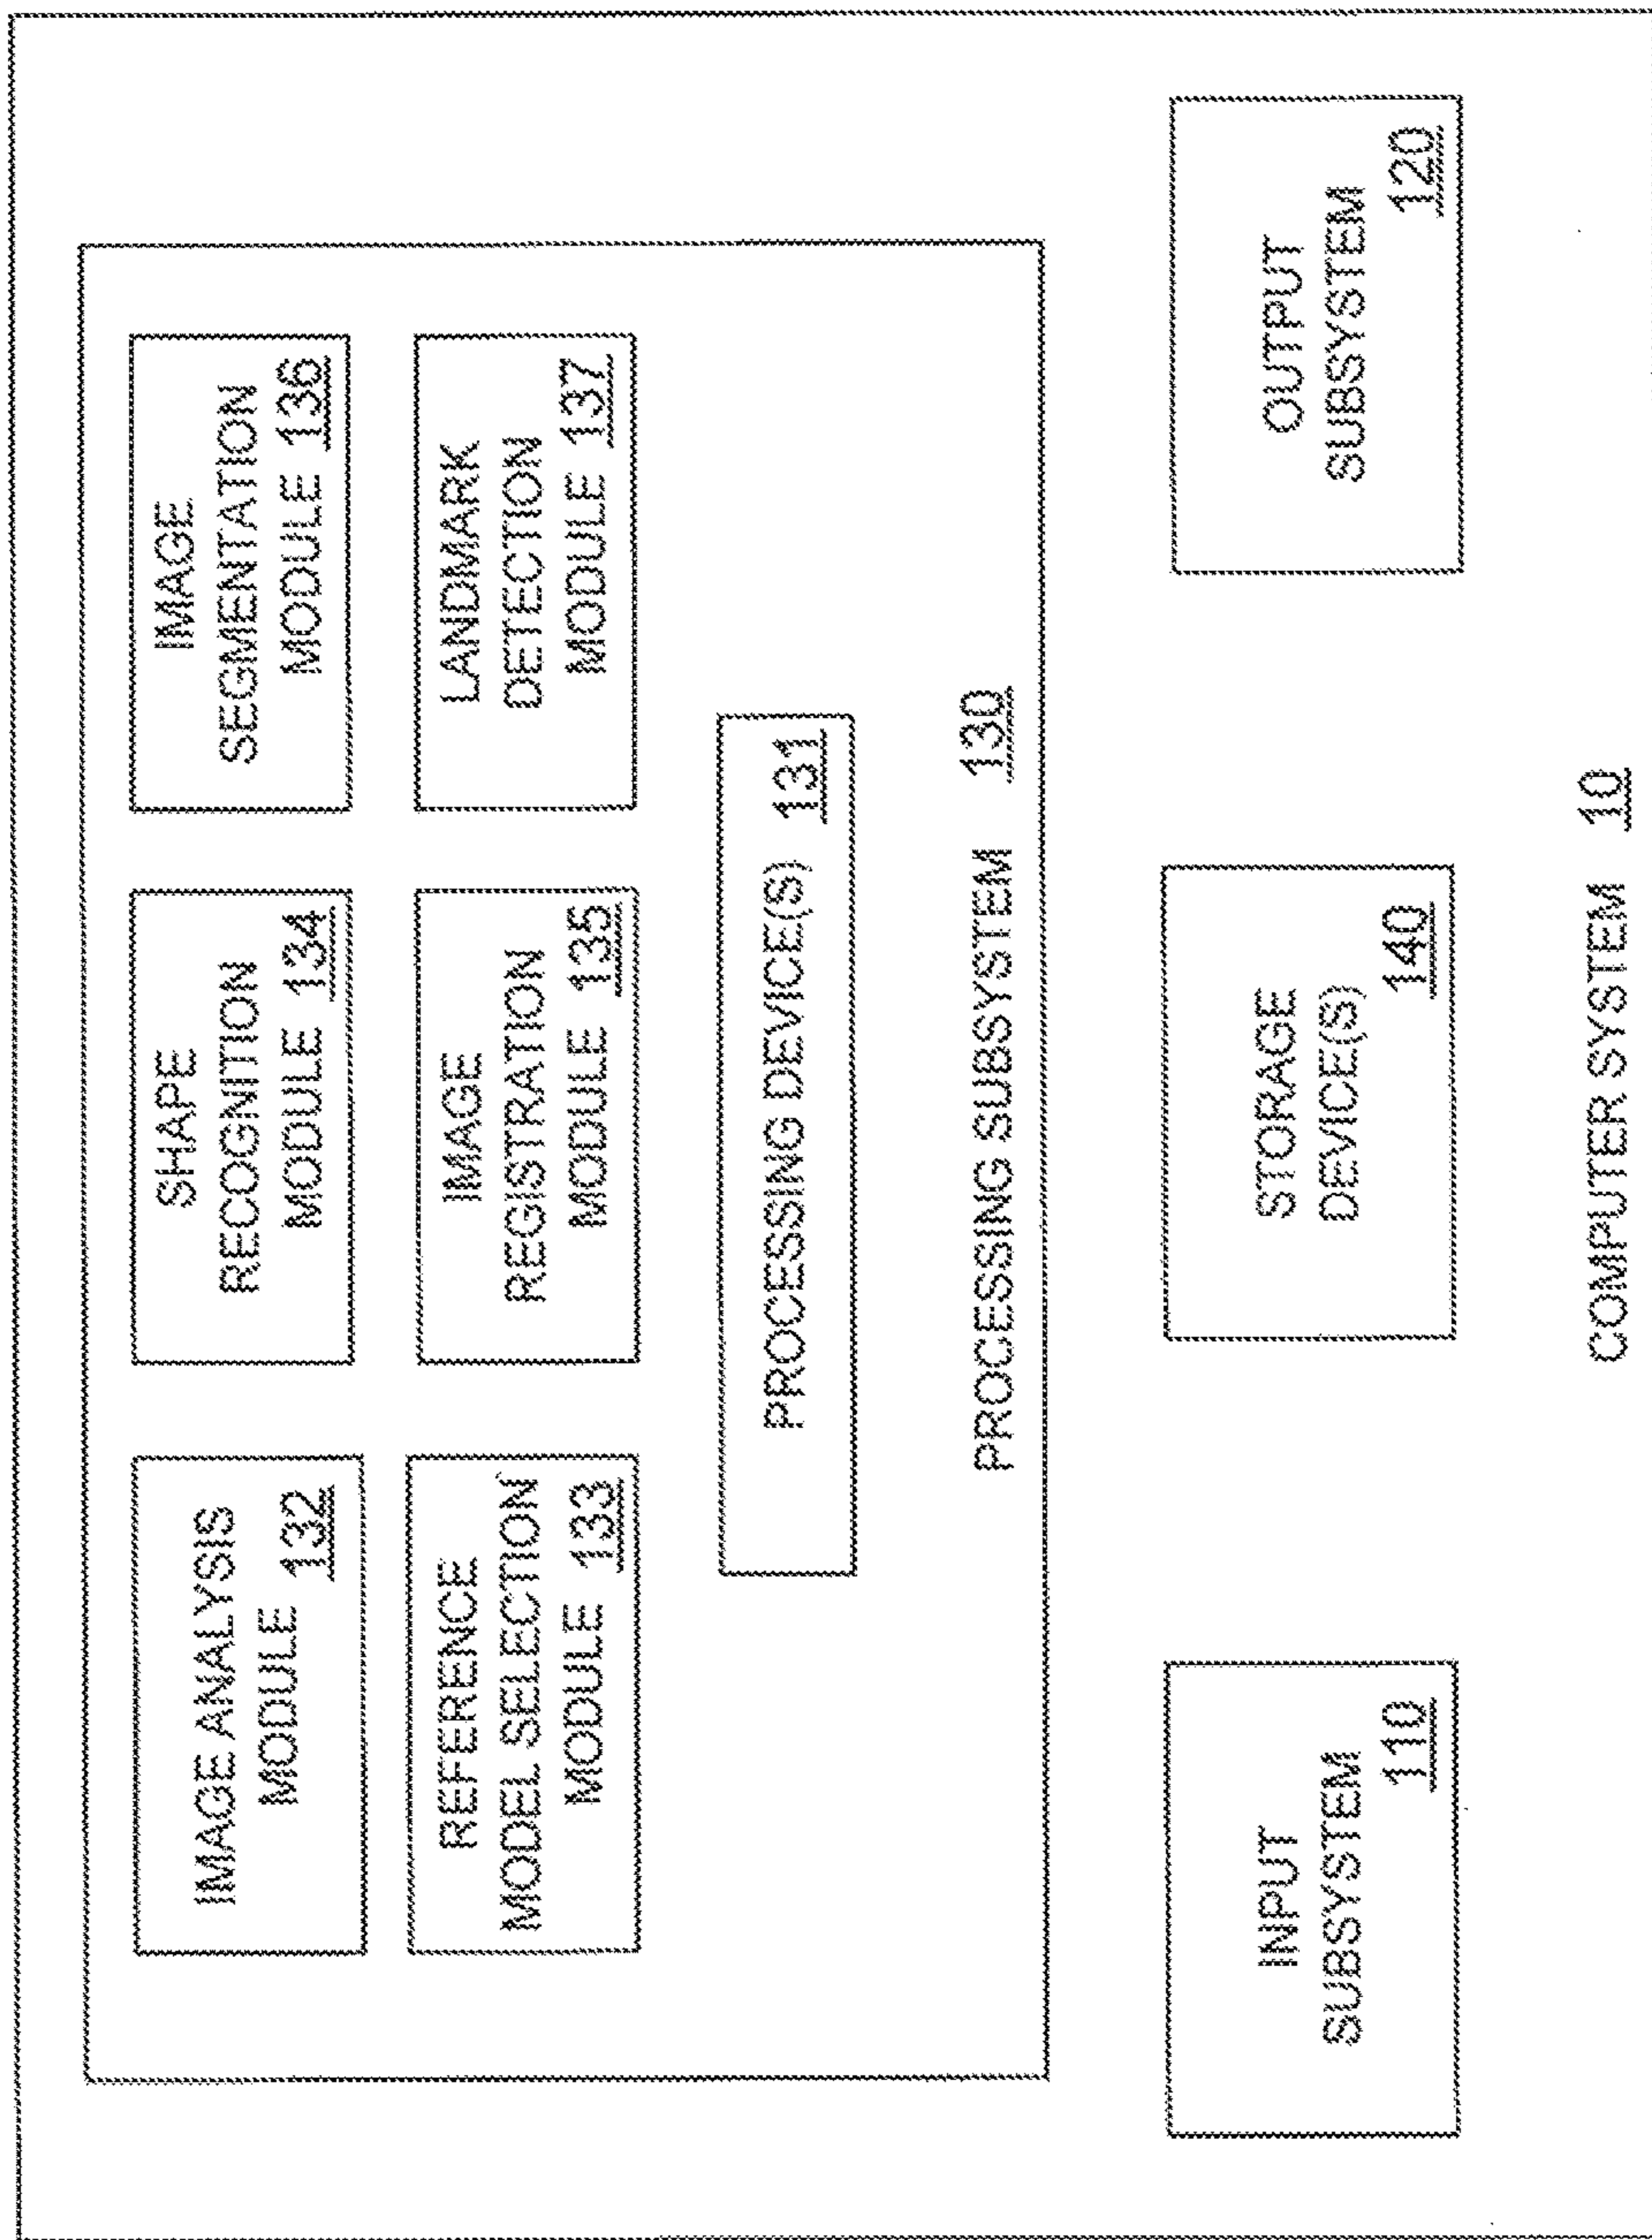 IMAGE ANALYSIS
MODULE 132
SHAPE
RECOGNITION
MODULE 134
IMAGE
SEGMENTATION
MODULE 136
REFERENCE
MODEL SELECTION
MODULE 133
IMAGE
REGISTRATION
MODULE 135
LANDMARK
DETECTION
MODULE 137
PROCESSING DEVICE(S) 131
PROCESSING SUBSYSTEM 130
INPUT
SUBSYSTEM
110
STORAGE
DEVICE(S)
140
OUTPUT
SUBSYSTEM
120
COMPUTER SYSTEM 10